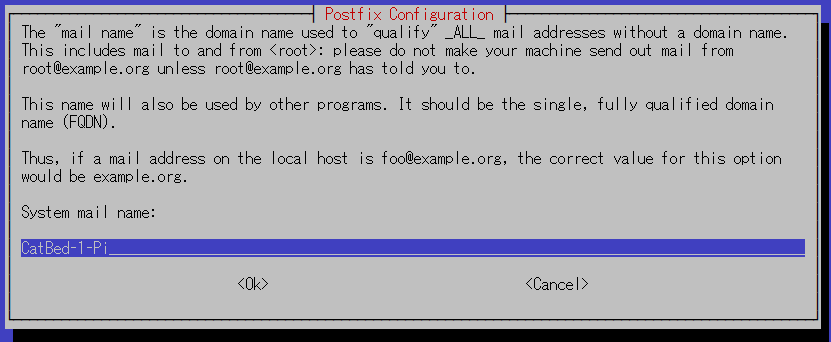 Postfix Configuration
The "mail name" is the domain name used to "qualify" _ALL_ mail addresses without a domain name.
This includes mail to and from <root>: please do not make your machine send out mail from
root@example.org unless root@example.org has told you to.
This name will also be used by other programs. It should be the single, fully qualified domain
name (FQDN).
Thus, if a mail address on the local host is foo@example.org, the correct value for this option
would be example.org.
System mail name:
CatBed-1-Pi
<Ok> <Cancel>